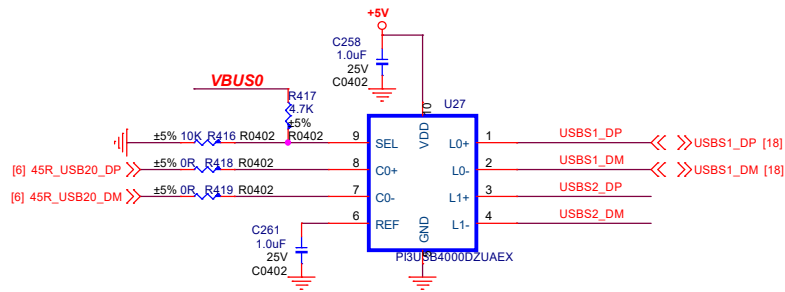 +5V
C258
1.0uF
25V
C0402
VBUS0
R417
4.7K
±5%
R0402
U27
10
VDD
±5% 10K R416 R0402
9
SEL
L0+
1
USBS1_DP
USBS1_DP [18]
[6] 45R_USB20_DP
±5% 0R R418 R0402
8
C0+
L0-
2
USBS1_DM
USBS1_DM [18]
[6] 45R_USB20_DM
±5% 0R R419 R0402
7
C0-
L1+
3
USBS2_DP
6
REF
L1-
4
USBS2_DM
GND
C261
1.0uF
25V
C0402
PI3USB4000DZUAEX